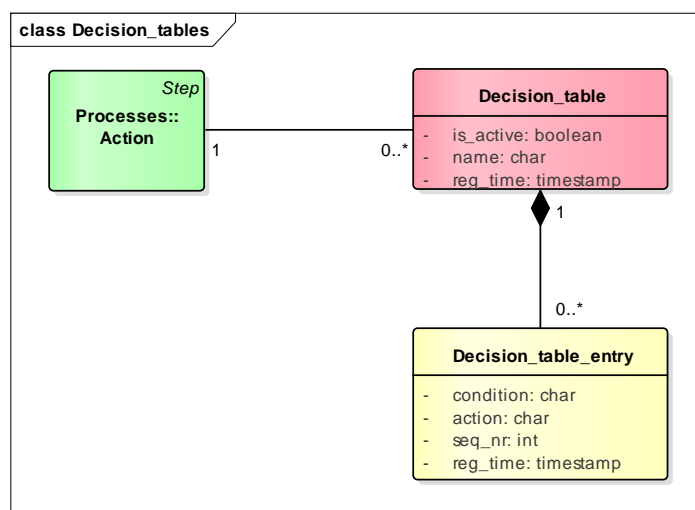 class Decision_tables
Step
Processes::
Action
1
0..*
Decision_table
- is_active: boolean
- name: char
- reg_time: timestamp
1
0..*
Decision_table_entry
- condition: char
- action: char
- seq_nr: int
- reg_time: timestamp